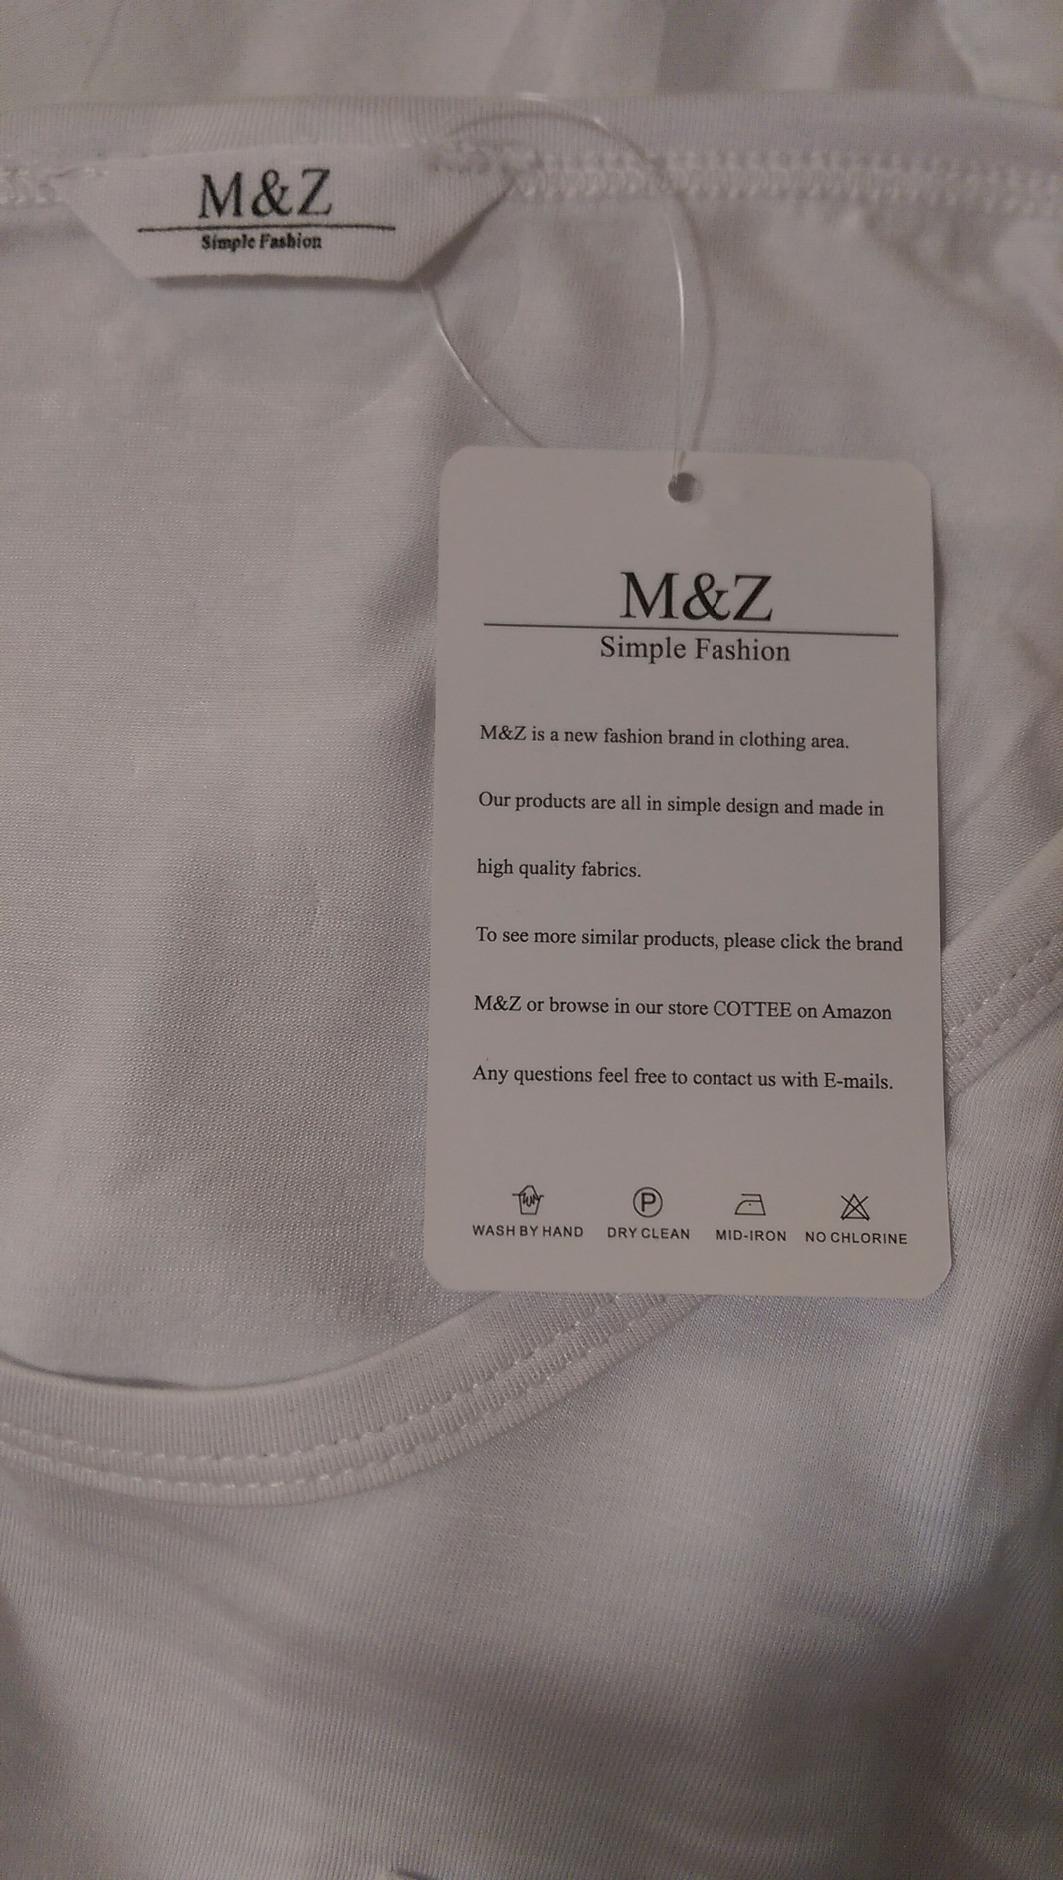 M&Z
Simple Fashion
M&Z
Simple Fashion
M&Z is a new fashion brand in clothing area.
Our products are all in simple design and made in
high quality fabrics.
To see more similar products, please click the brand
M&Z or browse in our store COTTEE on Amazon
Any questions feel free to contact us with E-mails.
P
WASH BY HAND DRY CLEAN MID-IRON NO CHLORINE